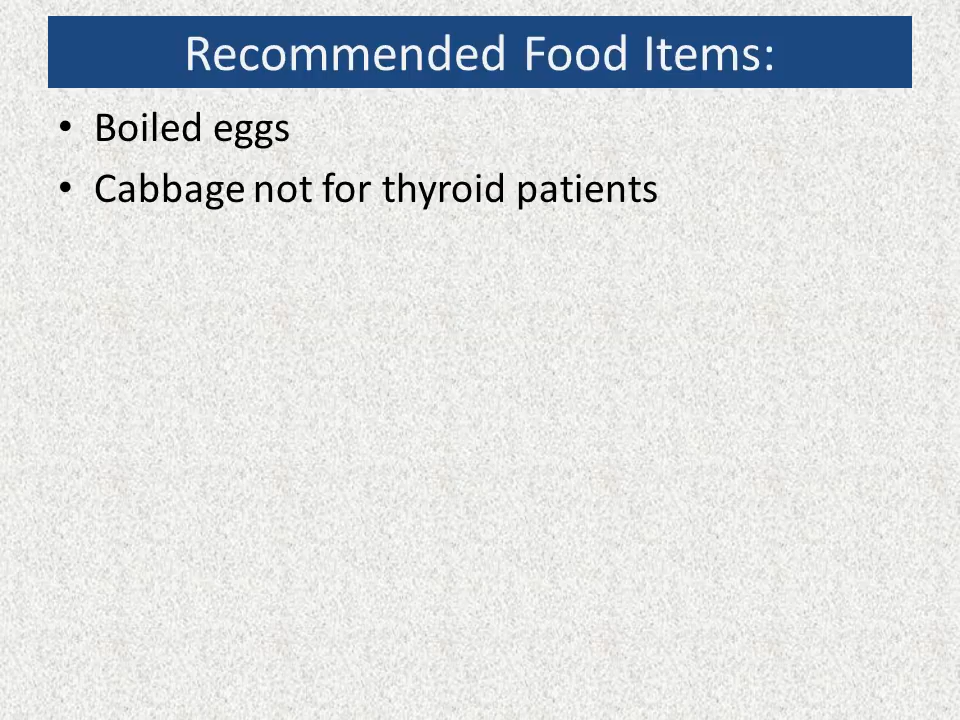 Recommended Food Items:
• Boiled eggs
• Cabbage not for thyroid patients